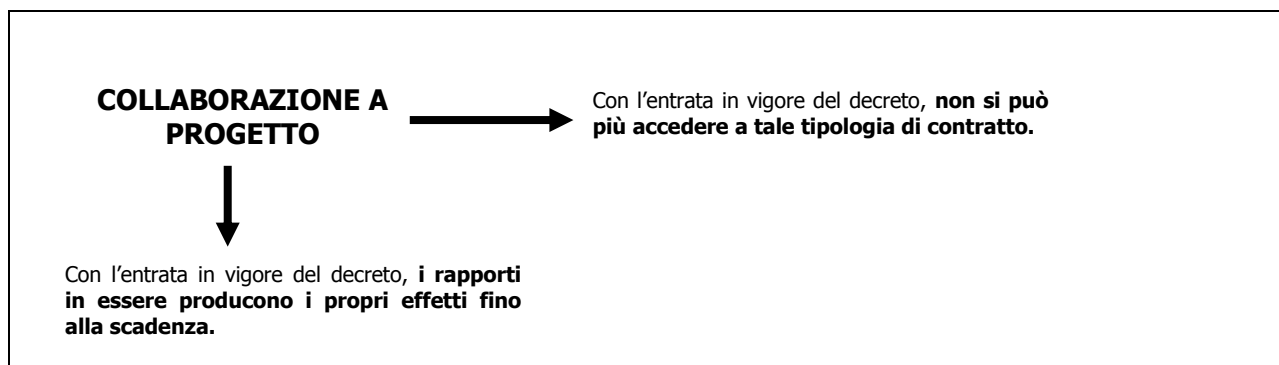 COLLABORAZIONE A
PROGETTO
Con l’entrata in vigore del decreto, non si può
più accedere a tale tipologia di contratto.
Con l’entrata in vigore del decreto, i rapporti
in essere producono i propri effetti fino
alla scadenza.